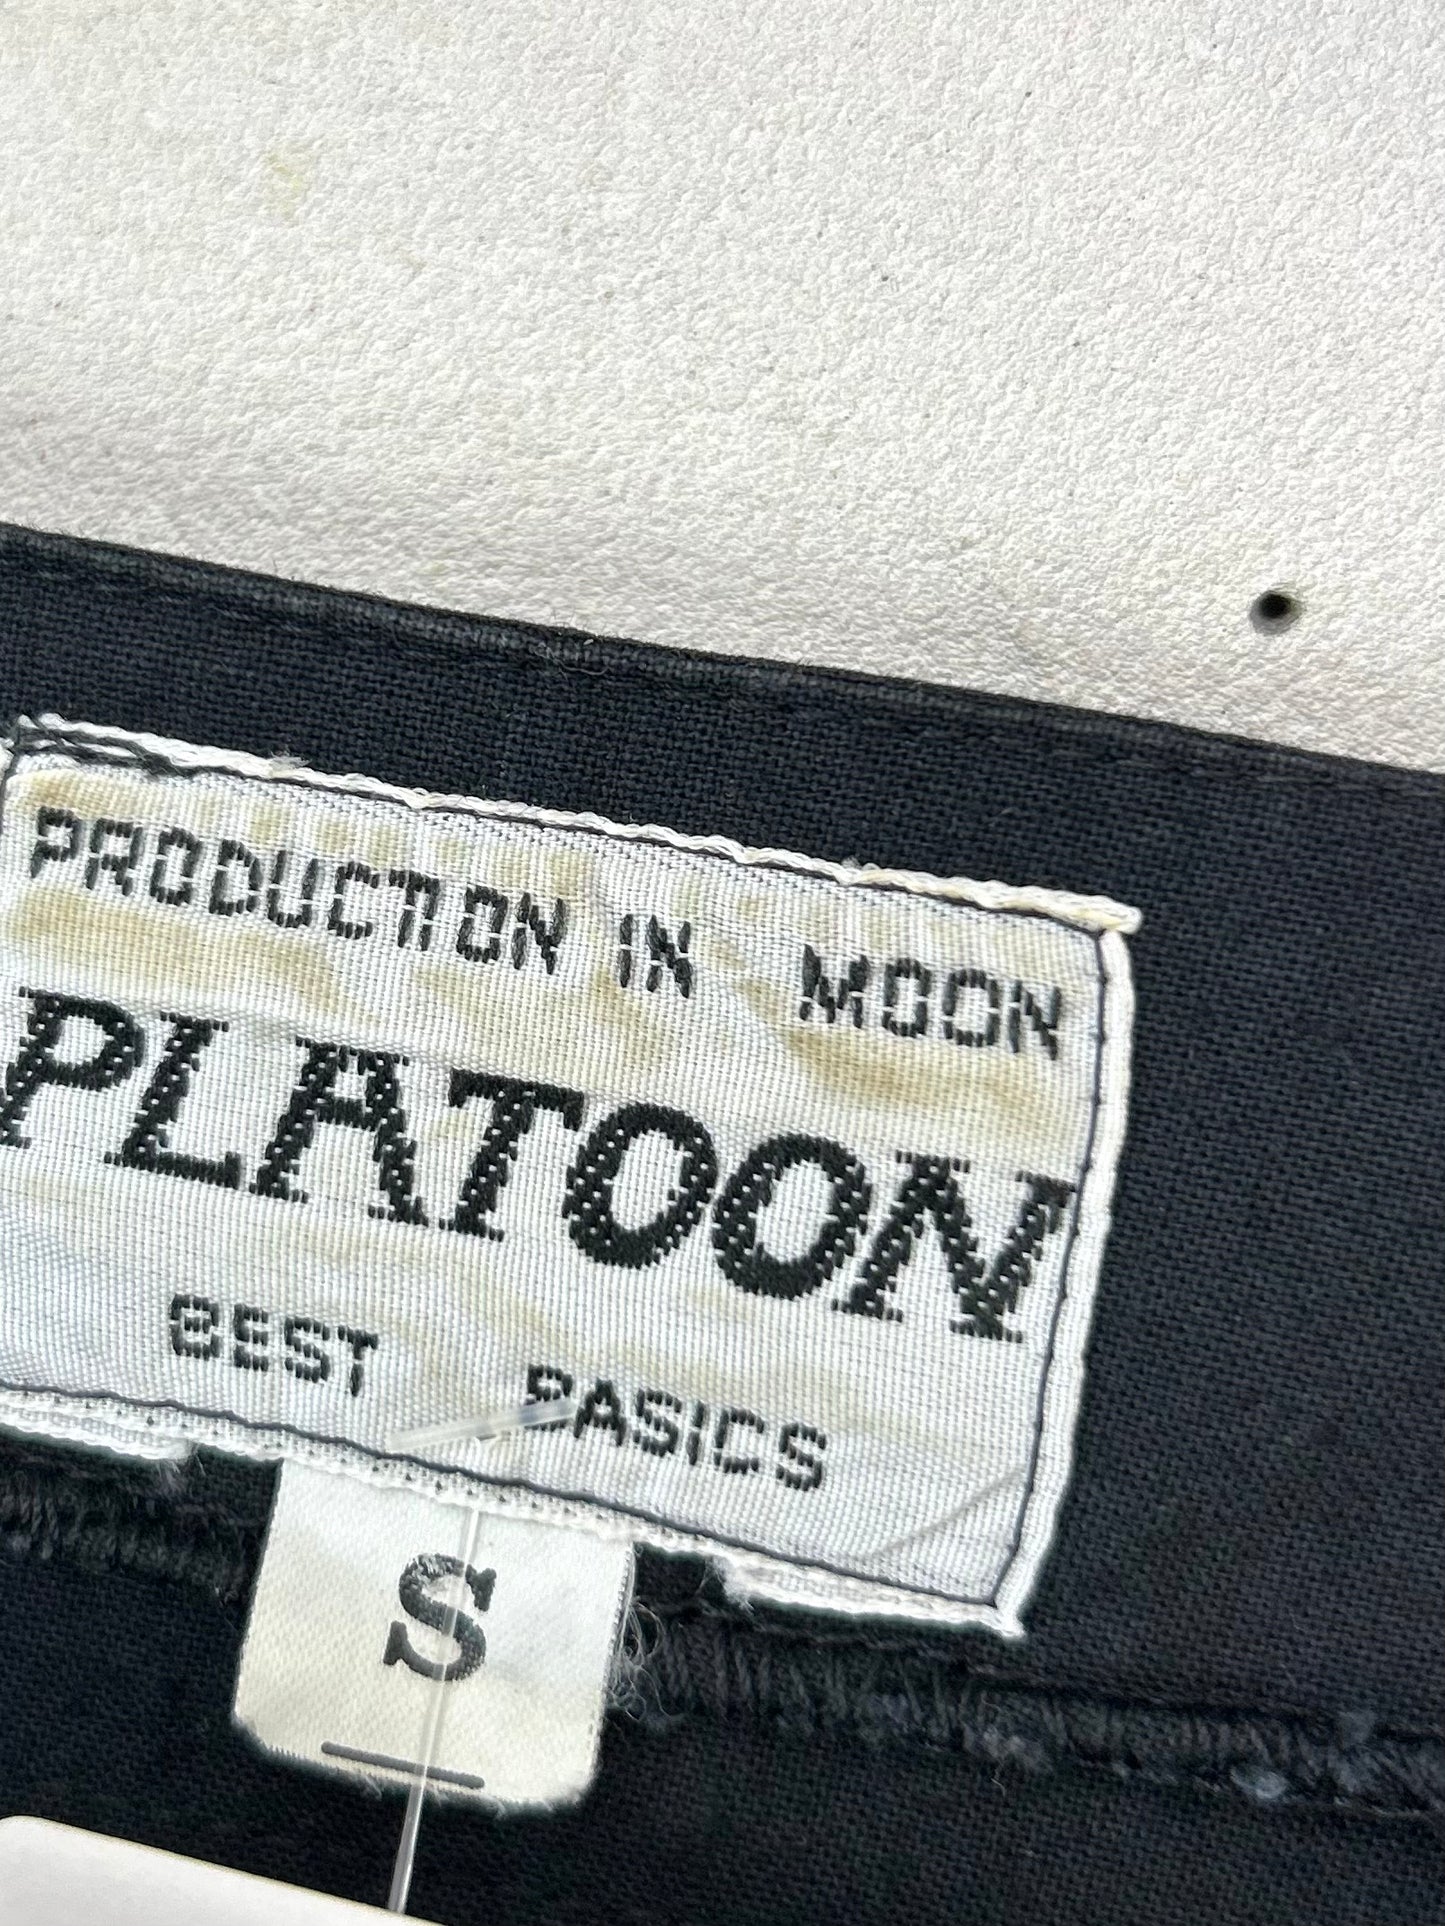 PRODUCTION IN MOON
PLATOON
BEST BASICS
S